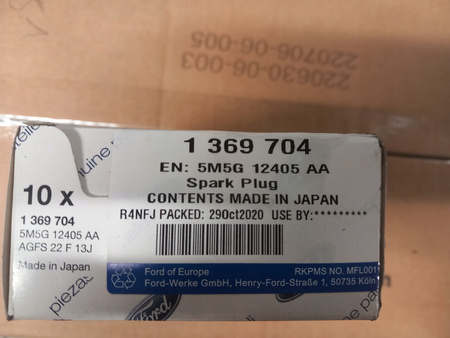 220630-06-003
220706-06-005
1 369 704
EN: 5M5G 12405 AA
Spark Plug
CONTENTS MADE IN JAPAN
R4NFJ PACKED: 29Oct2020 USE BY:*********
10 x
1 369 704
5M5G 12405 AA
AGFS 22 F 13J
Made in Japan
Ford of Europe
RKPMS NO. MFL001
Ford-Werke GmbH, Henry-Ford-Straße 1, 50735 Köln
piezas
Ford